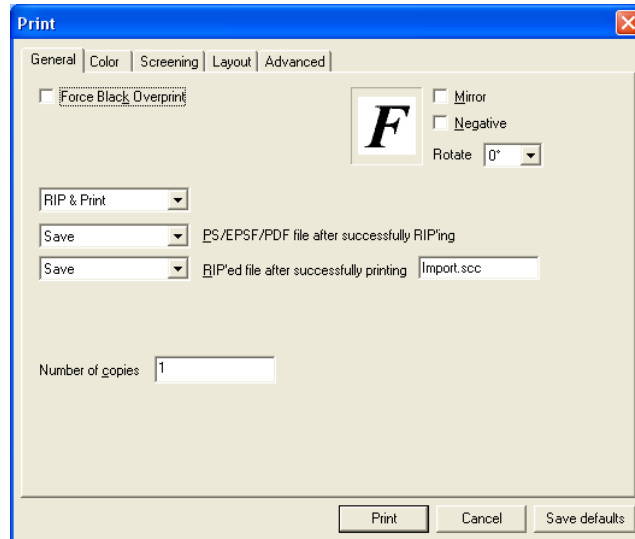 Print
General Color Screening Layout Advanced
Force Black Overprint
F
Mirror
Negative
Rotate 0°
RIP & Print
Save PS/EPSF/PDF file after successfully RIP'ing
Save RIP'ed file after successfully printing Import.scc
Number of copies 1
Print Cancel Save defaults